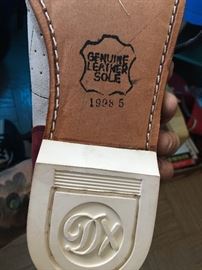 GENUINE
LEATHER
SOLE
1998 5
DX